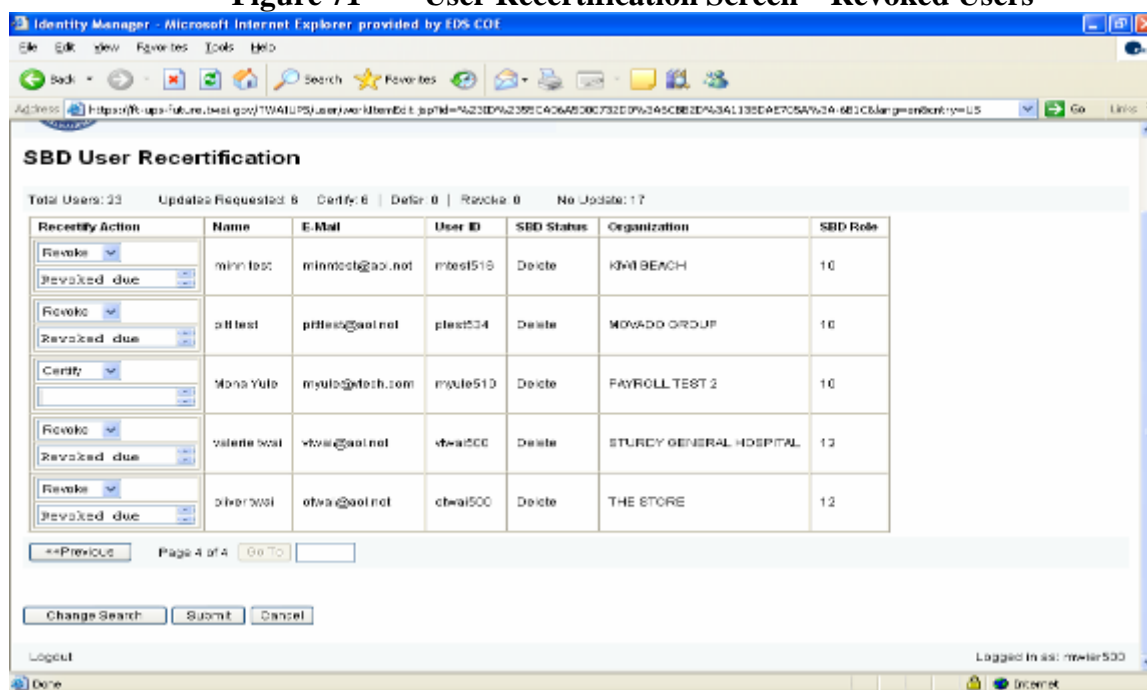 Figure 71 User Recertification Screen – Revoked Users
Identity Manager - Microsoft Internet Explorer provided by EDS COE
File Edit View Favorites Tools Help
Back Search Favorites
Address Go Links
SBD User Recertification
Total Users: 23 Updates Requested: 6 Certify: 6 | Defer 0 | Revoke 0 No Update: 17
Recertify Action Name E-Mail User ID SBD Status Organization SBD Role
Revoke
Revoked due
minn test minntest@aol.net mtest516 Delete KIWI BEACH 10
Revoke
Revoked due
pitt test pittest@aol.net ptest534 Delete MOVADO GROUP 10
Certify
Mona Yule myule@vtech.com myule510 Delete PAYROLL TEST 2 10
Revoke
Revoked due
valerie twai vtwai@aol.net vtwai500 Delete STURDY GENERAL HOSPITAL 12
Revoke
Revoked due
oliver twai otwai@aol.net otwai500 Delete THE STORE 12
<<Previous Page 4 of 4 Go To
Change Search Submit Cancel
Logout Logged in as:
Done Internet